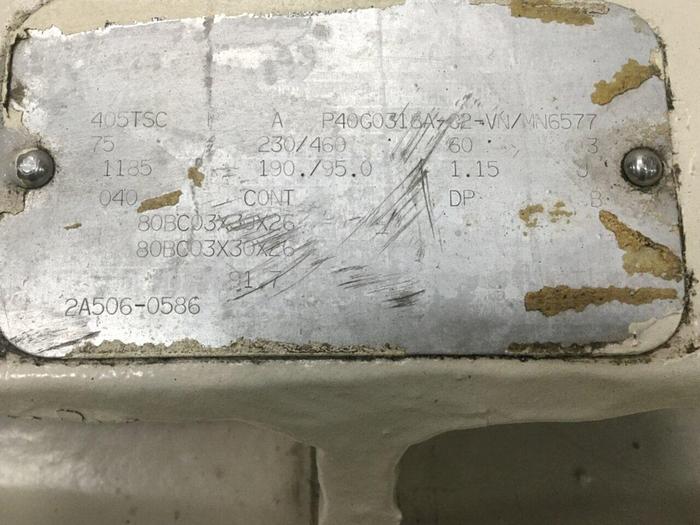 405TSC A P40G0316A-G2-VN/MN6577
75 230/460 60 3
1185 190./95.0 1.15 J
040 CONT DP B
80BC03X30X26
80BC03X30X26
91.7
2A506-0586